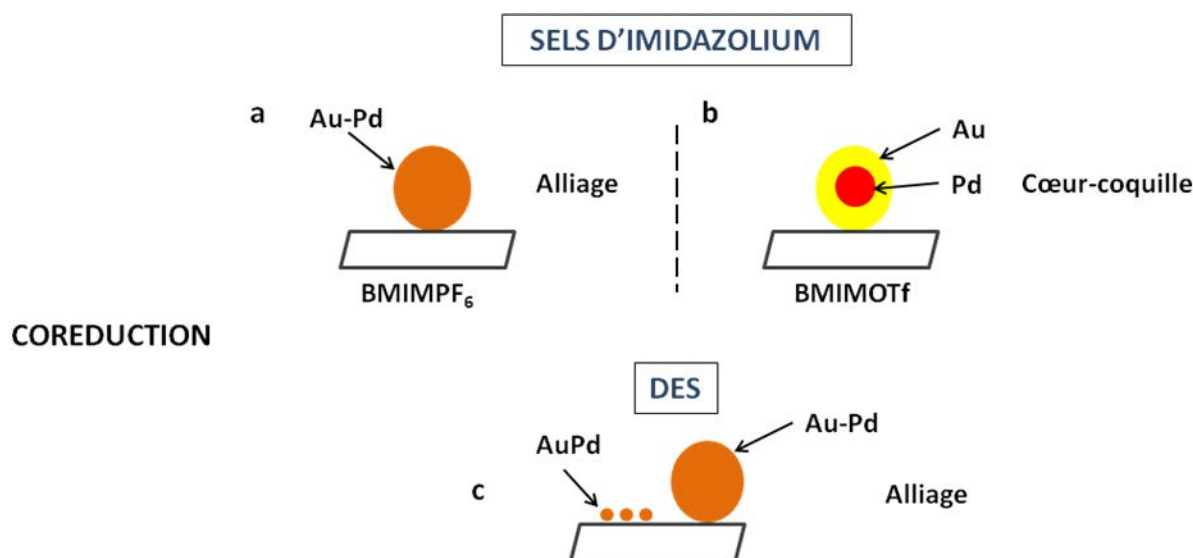 SELS D'IMIDAZOLIUM
a
Au-Pd
Alliage
BMIMPF₆
b
Au
Pd
Cœur-coquille
BMIMOTf
COREDUCTION
DES
c
AuPd
Au-Pd
Alliage